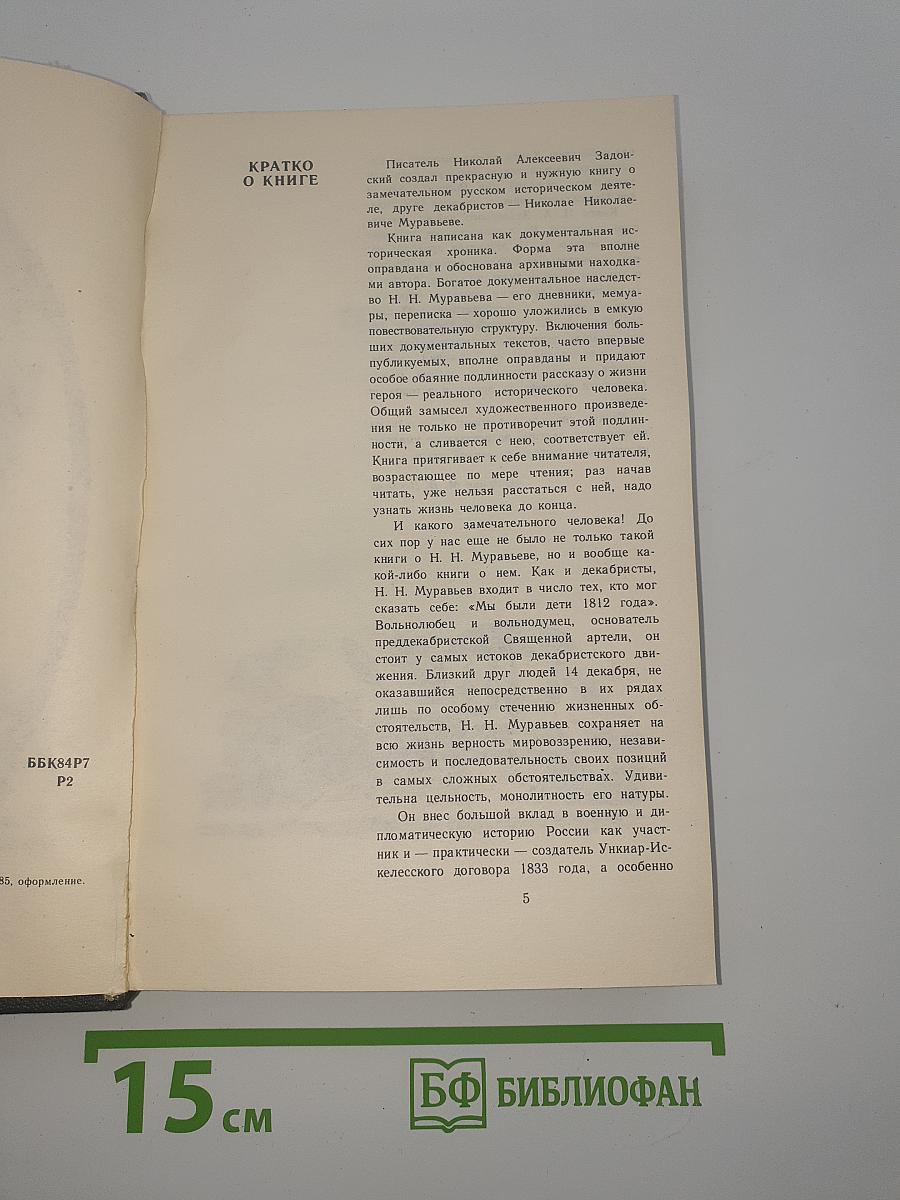 ББК84Р7
Р2
85, оформление.
КРАТКО
О КНИГЕ
Писатель Николай Алексеевич Задон-
ский создал прекрасную и нужную книгу о
замечательном русском историческом деяте-
ле, друге декабристов — Николае Николае-
виче Муравьеве.
Книга написана как документальная ис-
торическая хроника. Форма эта вполне
оправдана и обоснована архивными находка-
ми автора. Богатое документальное наследст-
во Н. Н. Муравьева — его дневники, мемуа-
ры, переписка — хорошо уложились в емкую
повествовательную структуру. Включения боль-
ших документальных текстов, часто впервые
публикуемых, вполне оправданы и придают
особое обаяние подлинности рассказу о жизни
героя — реального исторического человека.
Общий замысел художественного произведе-
ния не только не противоречит этой подлин-
ности, а сливается с нею, соответствует ей.
Книга притягивает к себе внимание читателя,
возрастающее по мере чтения; раз начав
читать, уже нельзя расстаться с ней, надо
узнать жизнь человека до конца.
И какого замечательного человека! До
сих пор у нас еще не было не только такой
книги о Н. Н. Муравьеве, но и вообще ка-
кой-либо книги о нем. Как и декабристы,
Н. Н. Муравьев входит в число тех, кто мог
сказать себе: «Мы были дети 1812 года».
Вольнолюбец и вольнодумец, основатель
преддекабристской Священной артели, он
стоит у самых истоков декабристского дви-
жения. Близкий друг людей 14 декабря, не
оказавшийся непосредственно в их рядах
лишь по особому стечению жизненных об-
стоятельств, Н. Н. Муравьев сохраняет на
всю жизнь верность мировоззрению, незави-
симость и последовательность своих позиций
в самых сложных обстоятельствах. Удиви-
тельна цельность, монолитность его натуры.
Он внес большой вклад в военную и ди-
пломатическую историю России как участ-
ник и — практически — создатель Ункиар-Ис-
келесского договора 1833 года, а особенно
5
15 см
БФ БИБЛИОФАН